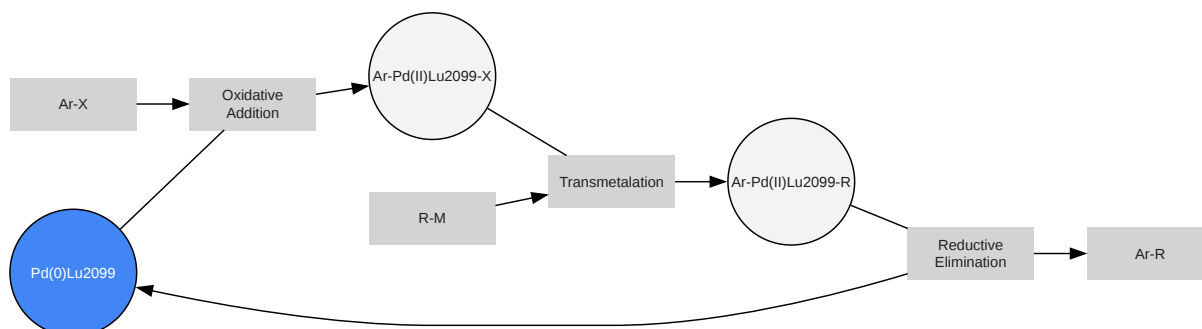 Ar-X
Oxidative
Addition
Ar-Pd(II)Lu2099-X
R-M
Transmetalation
Ar-Pd(II)Lu2099-R
Pd(0)Lu2099
Reductive
Elimination
Ar-R